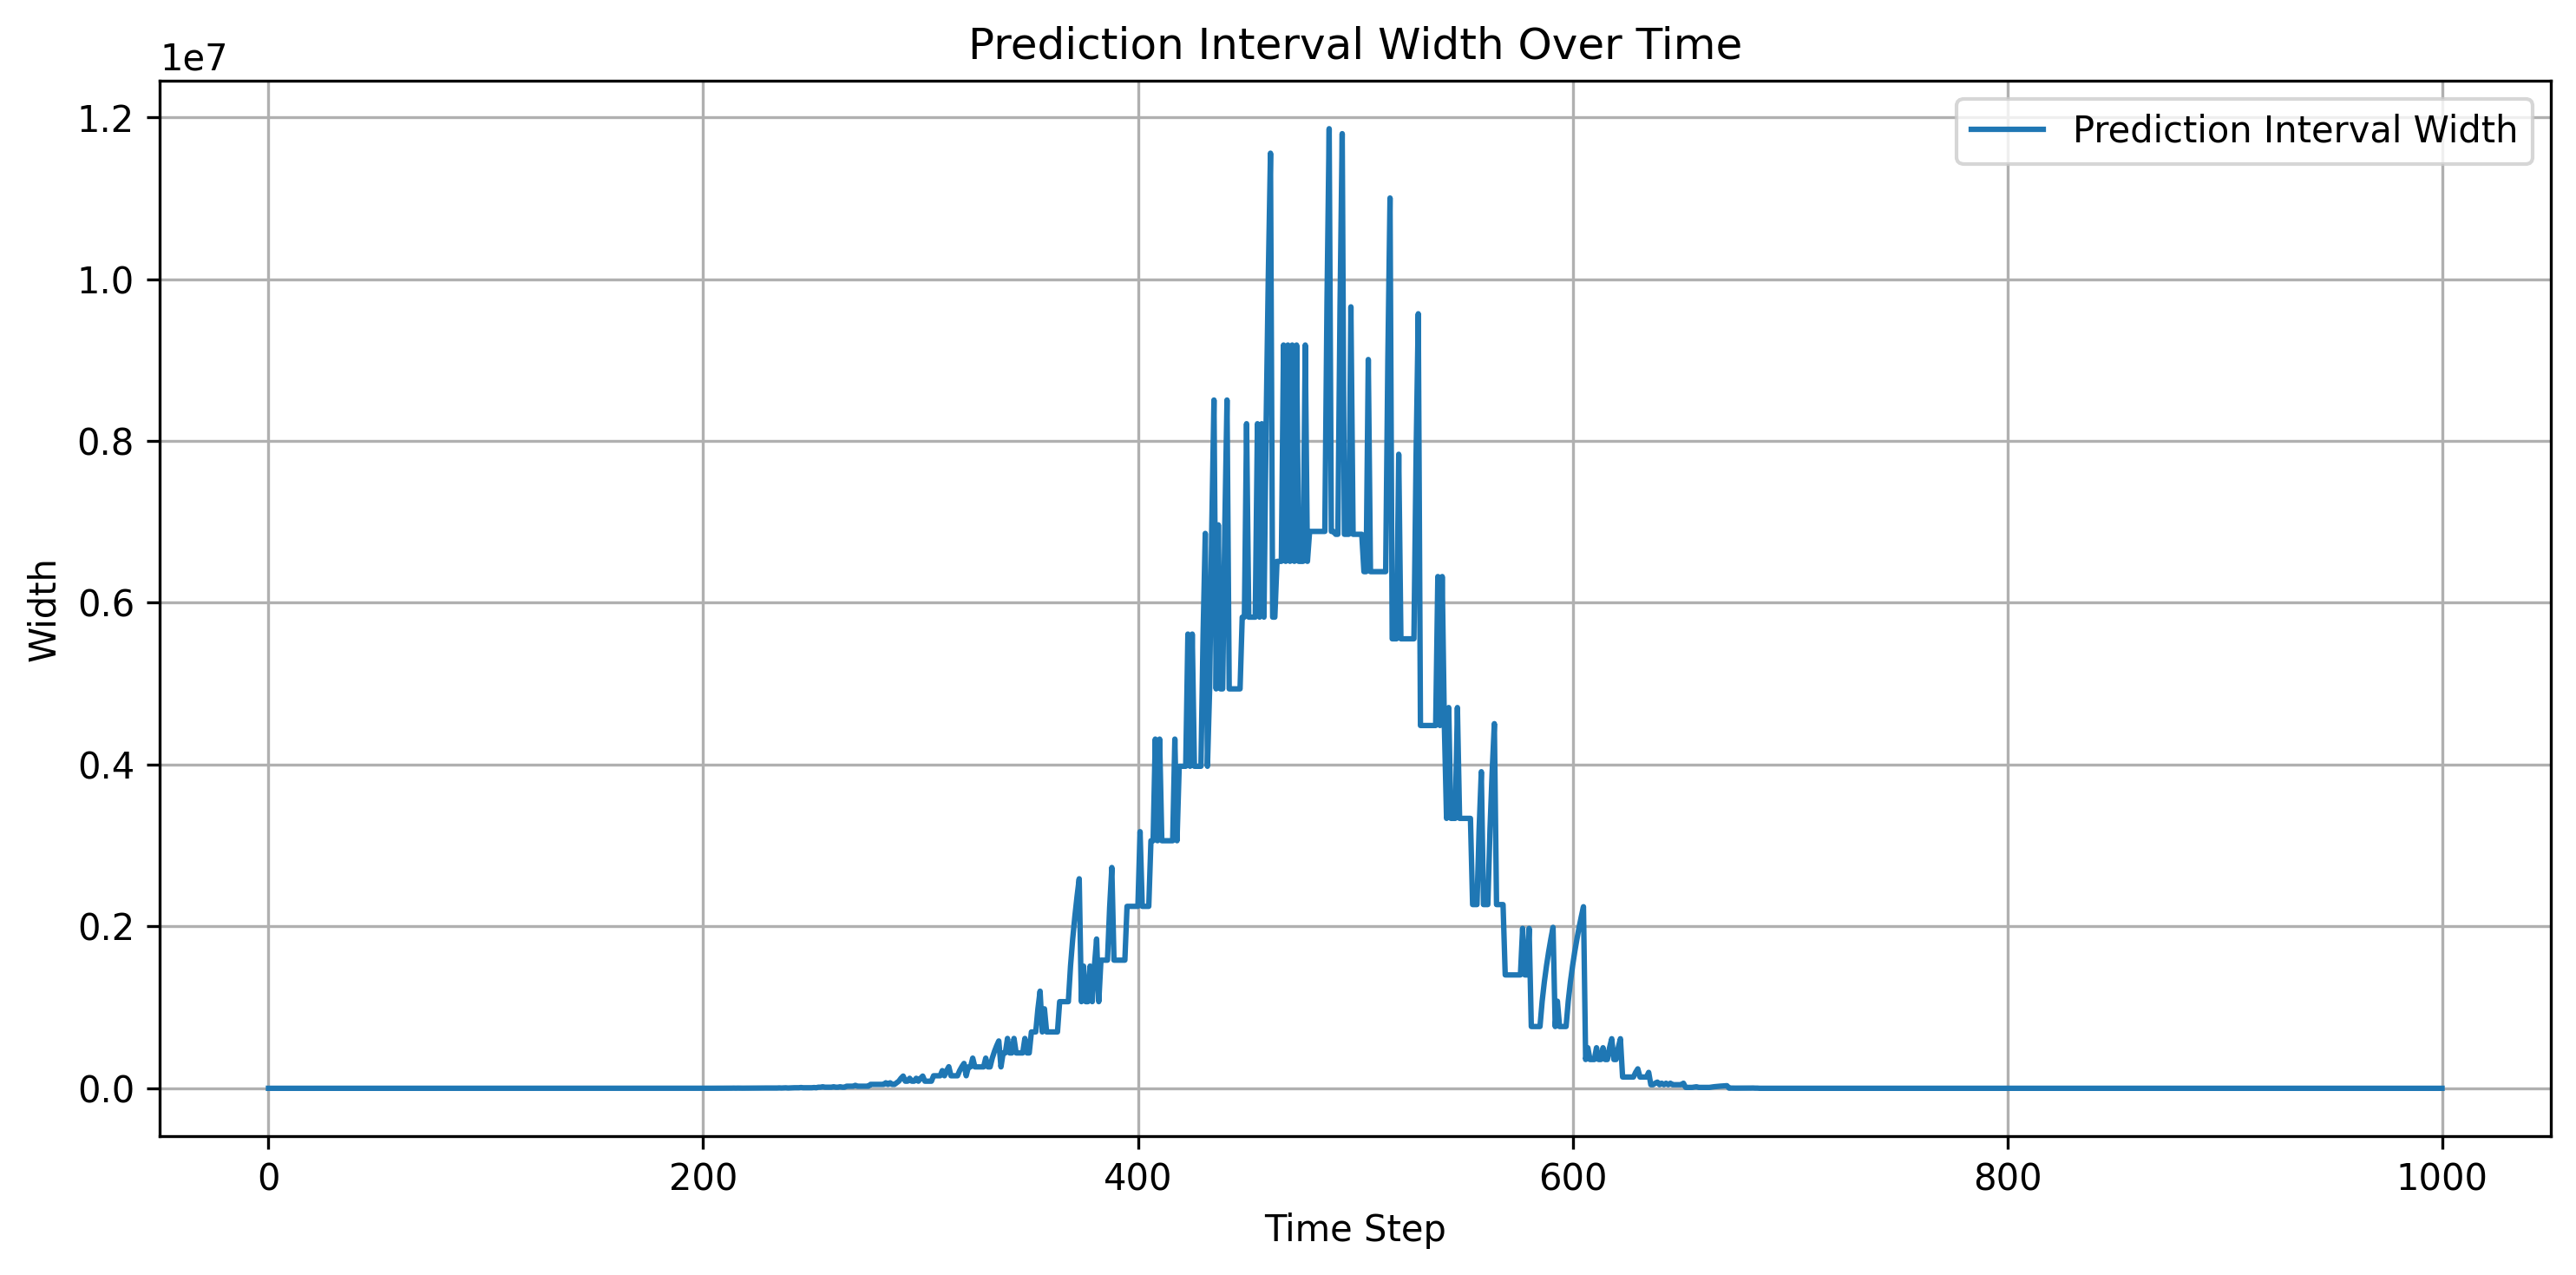 Prediction Interval Width Over Time
1e7
Prediction Interval Width
1.2
1.0
0.8
0.6
0.4
0.2
0.0
Width
0 200 400 600 800 1000
Time Step